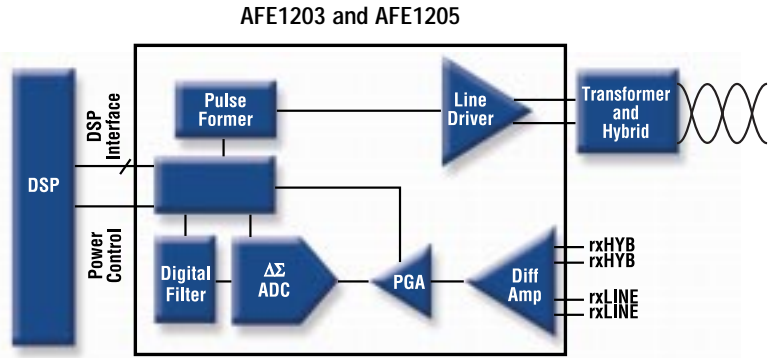 AFE1203 and AFE1205
Pulse
Former
Line
Driver
Transformer
and
Hybrid
DSP
Interface
DSP
Power
Control
Digital
Filter
ΔΣ
ADC
PGA
Diff
Amp
rxHYB
rxHYB
rxLINE
rxLINE